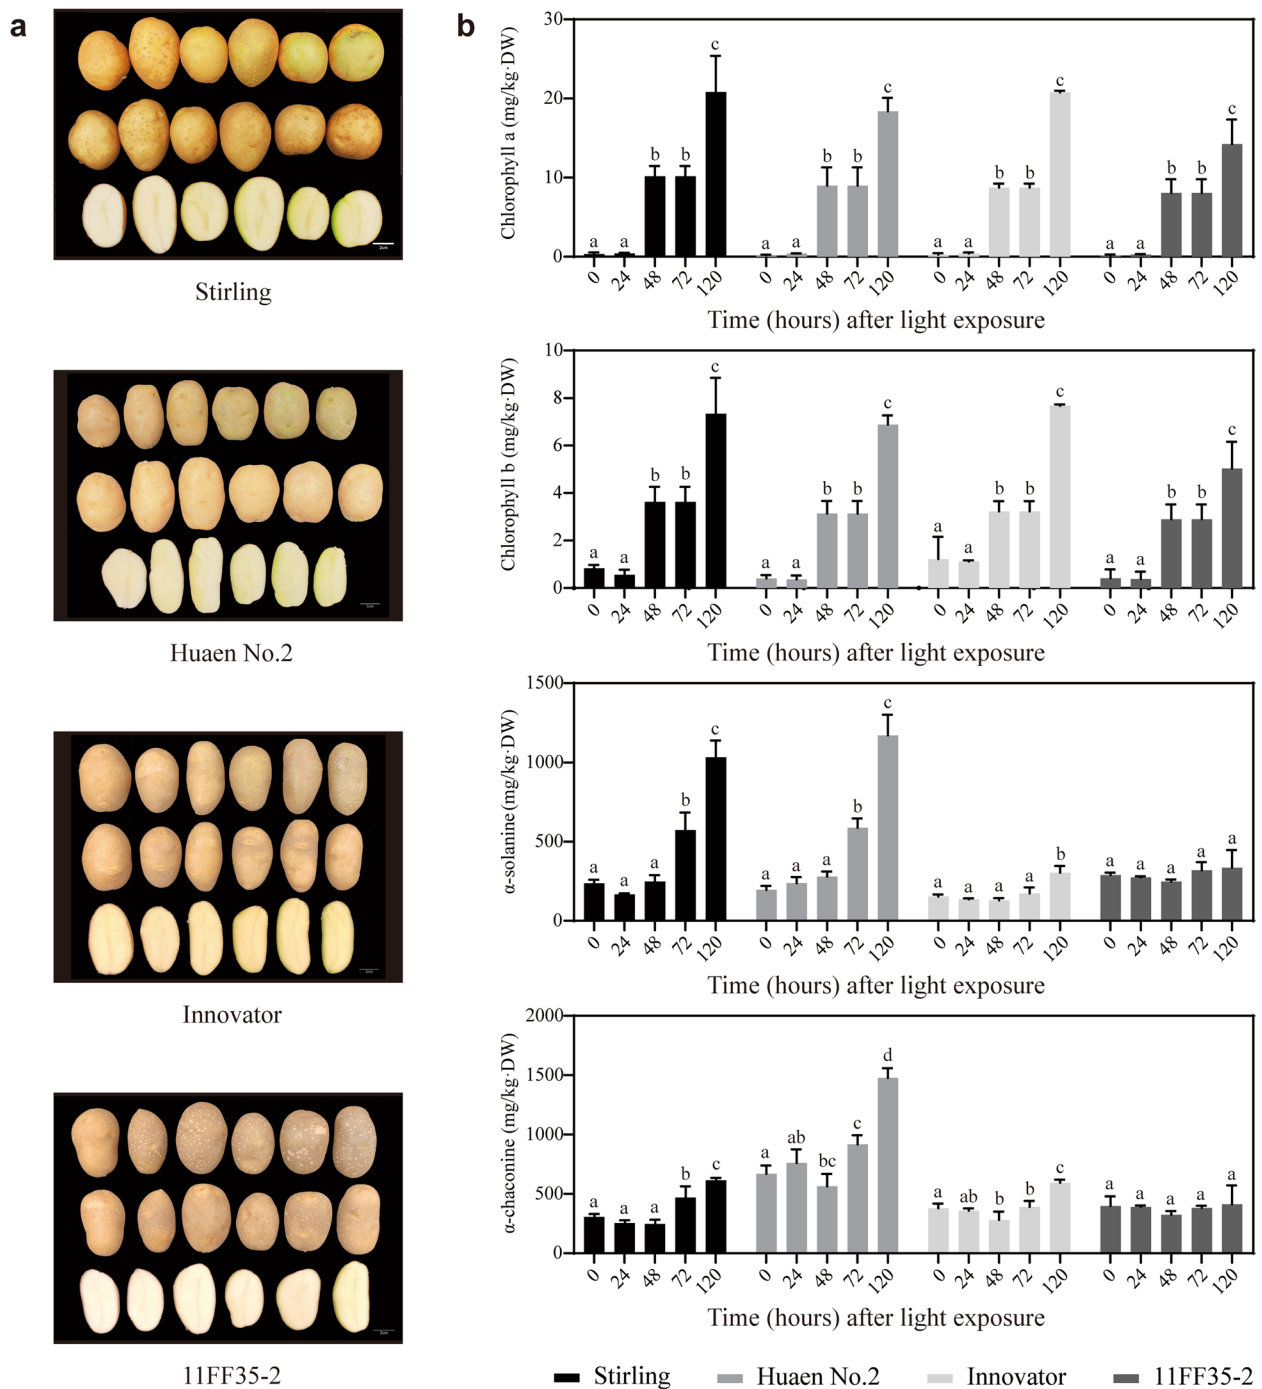 a
2cm
Stirling
2cm
Huaen No.2
2cm
Innovator
2cm
11FF35-2
b
Chlorophyll a (mg/kg·DW)
30
20
10
0
a a b b c a a b b c a a b b c a a b b c
0 24 48 72 120 0 24 48 72 120 0 24 48 72 120 0 24 48 72 120
Time (hours) after light exposure
Chlorophyll b (mg/kg·DW)
10
8
6
4
2
0
a a b b c a a b b c a a b b c a a b b c
0 24 48 72 120 0 24 48 72 120 0 24 48 72 120 0 24 48 72 120
Time (hours) after light exposure
α-solanine (mg/kg·DW)
1500
1000
500
0
a a a b c a a a b c a a a a b a a a a a
0 24 48 72 120 0 24 48 72 120 0 24 48 72 120 0 24 48 72 120
Time (hours) after light exposure
α-chaconine (mg/kg·DW)
2000
1500
1000
500
0
a a a b c a ab bc c d a ab b b c a a a a a
0 24 48 72 120 0 24 48 72 120 0 24 48 72 120 0 24 48 72 120
Time (hours) after light exposure
Stirling Huaen No.2 Innovator 11FF35-2